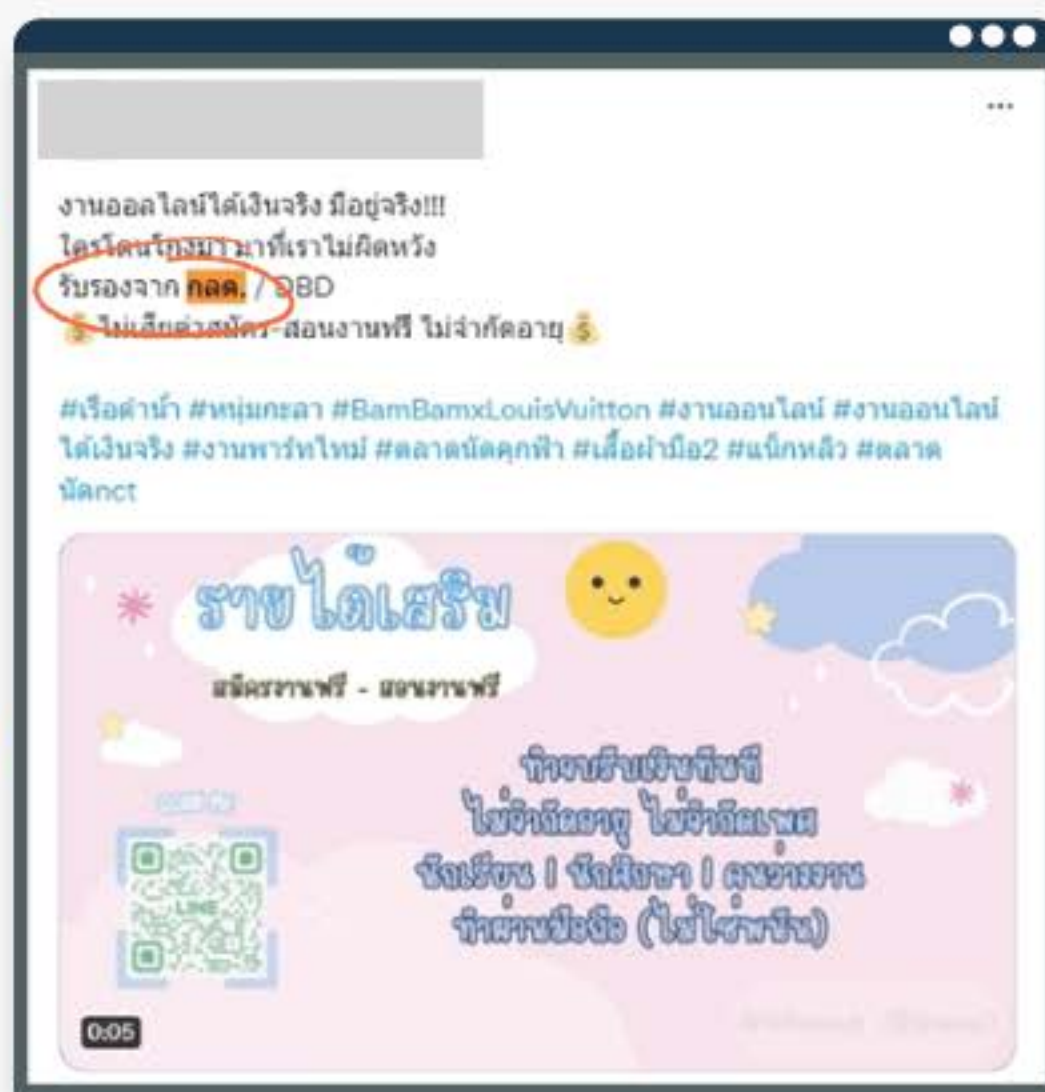 งานออลไลน์ได้เงินจริง มีอยู่จริง!!!
ใครโดนโกงมา มาที่เราไม่ผิดหวัง
รับรองจาก กลต. / DBD
💰ไม่เสียค่าสมัคร-สอนงานฟรี ไม่จำกัดอายุ💰
#เรือดำน้ำ #หนุ่มกะลา #BamBamxLouisVuitton #งานออนไลน์ #งานออนไลน์
ได้เงินจริง #งานพาร์ทไทม์ #ตลาดนัดคุกฟ้า #เสื้อผ้ามือ2 #แน็กหลิว #ตลาด
นัดnct
รายได้เสริม
สมัครงานฟรี - สอนงานฟรี
ทำจบรับเงินทันที
ไม่จำกัดอายุ ไม่จำกัดเพศ
นักเรียน | นักศึกษา | คนว่างงาน
ทำผ่านมือถือ (ไม่ใช่พนัน)
LINE
0:05